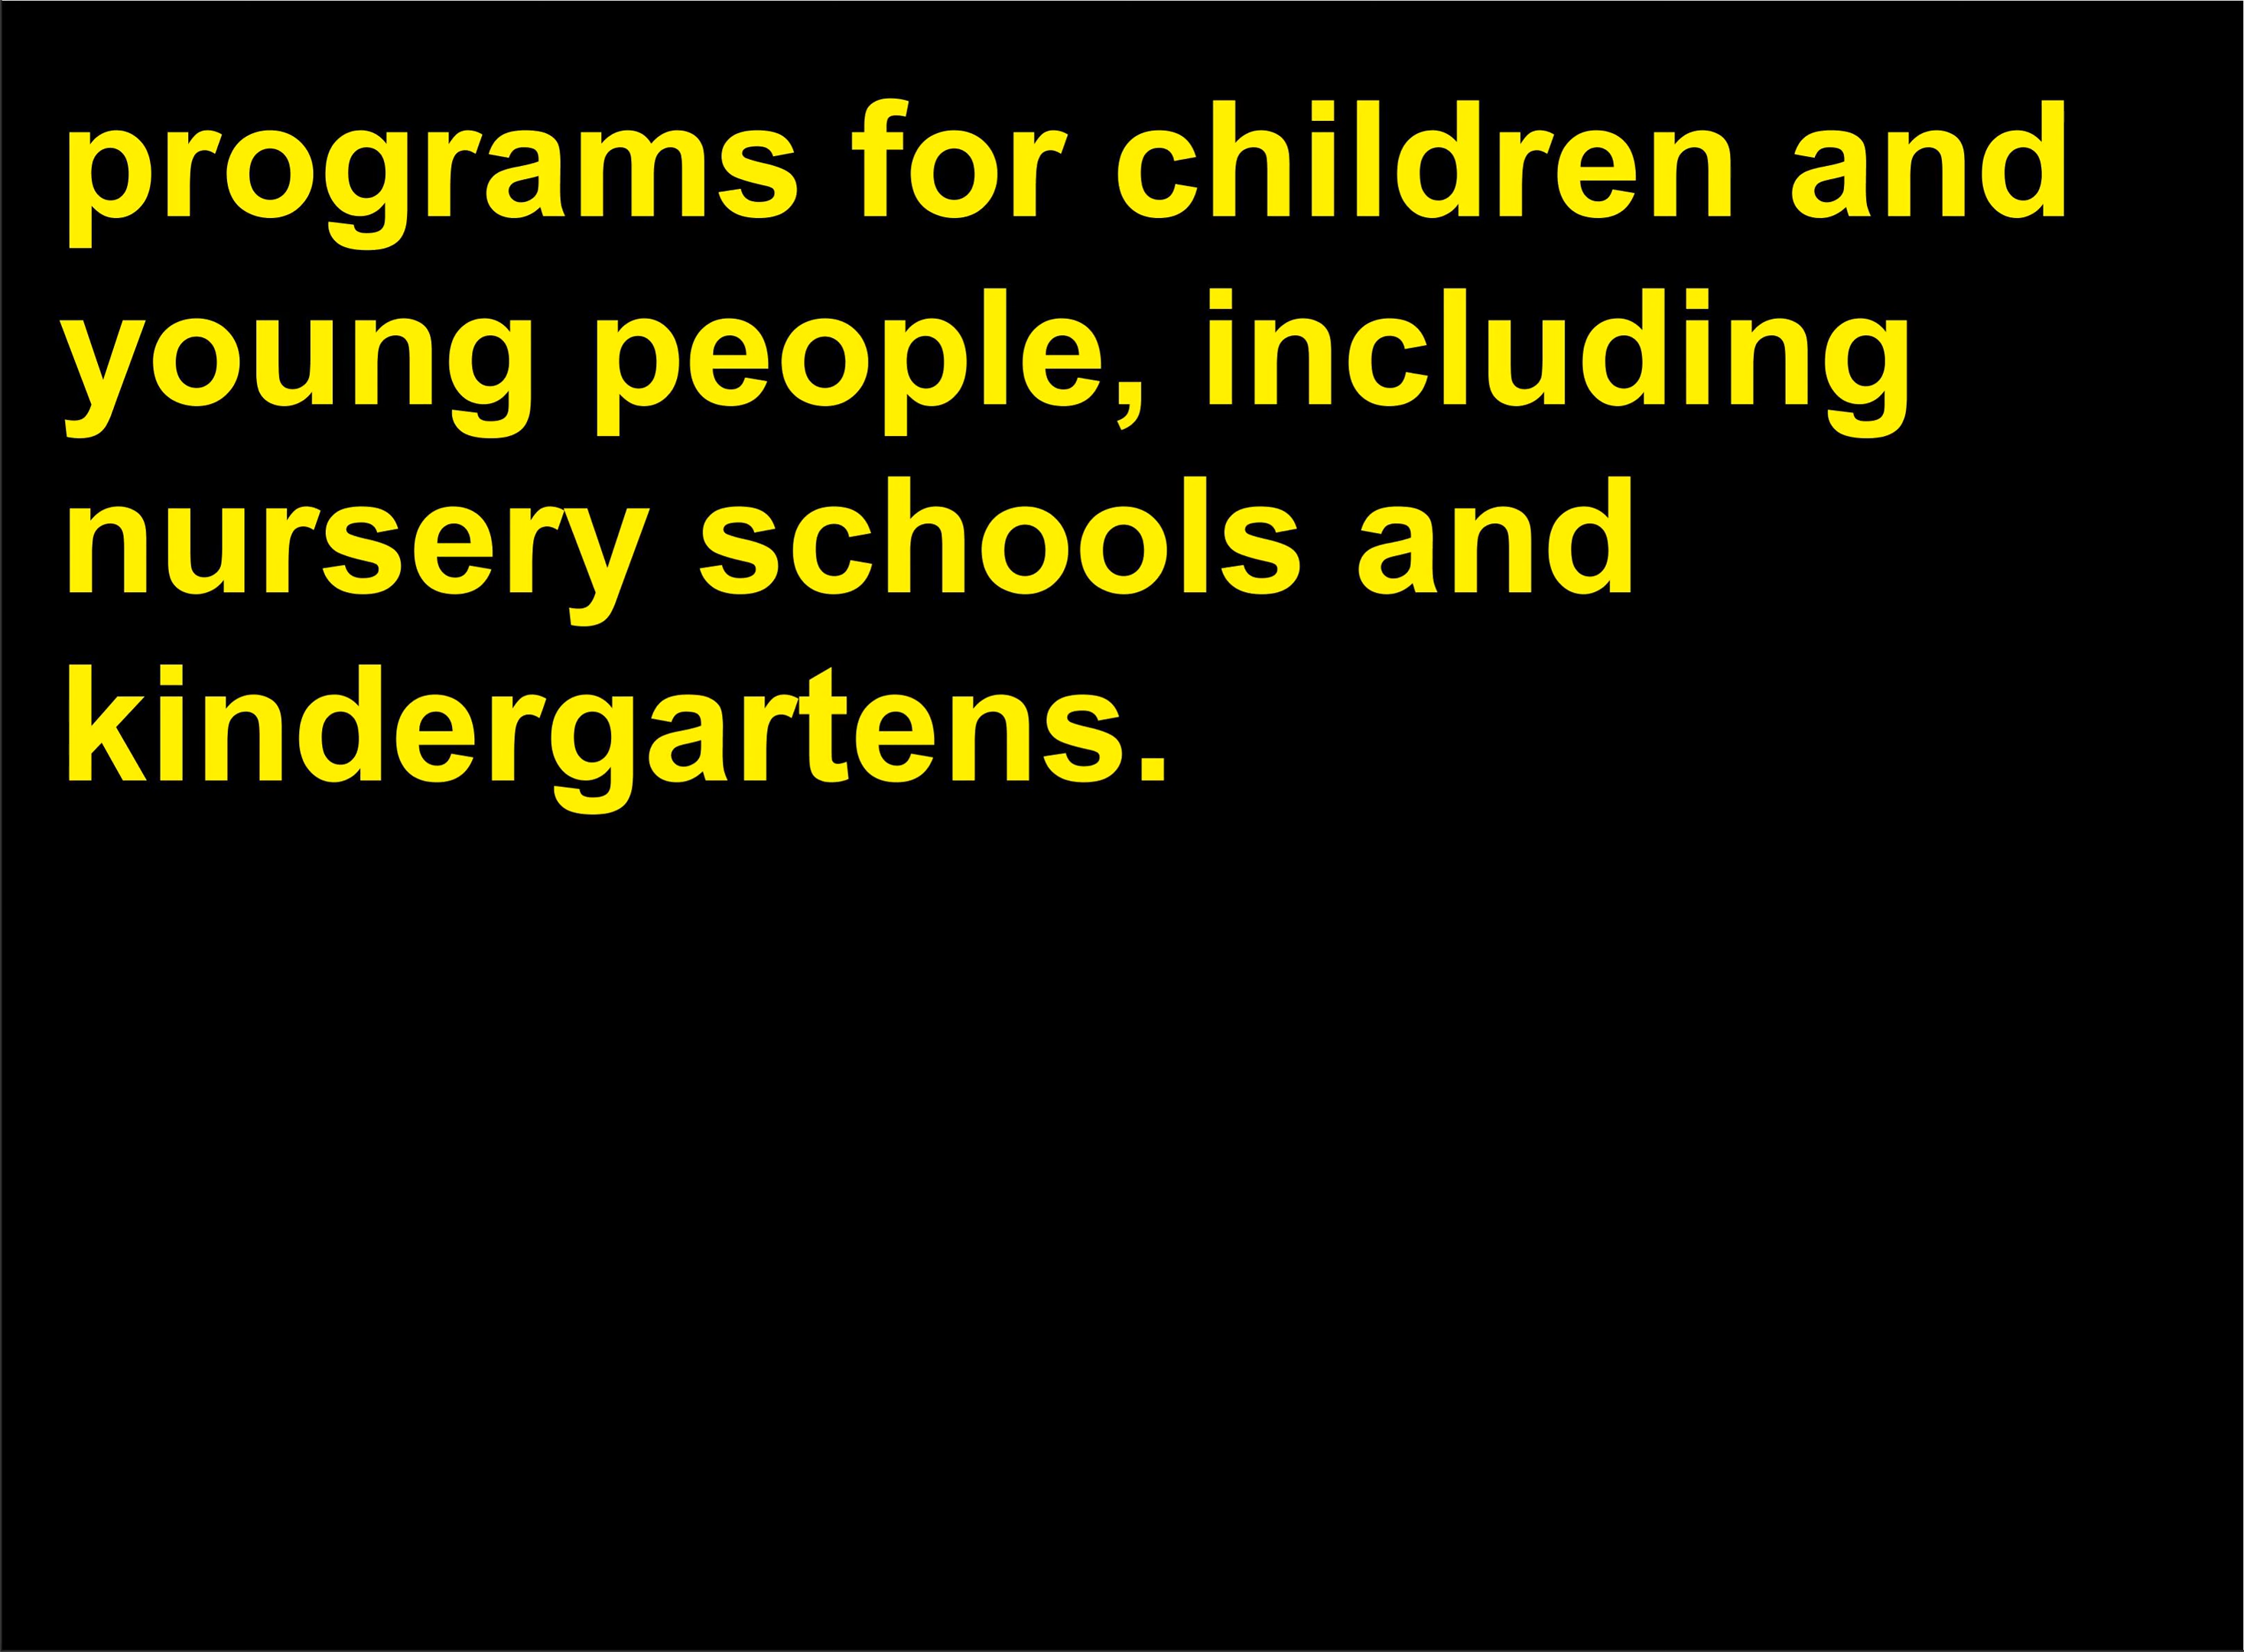 programs for children and
young people, including
nursery schools and
kindergartens.